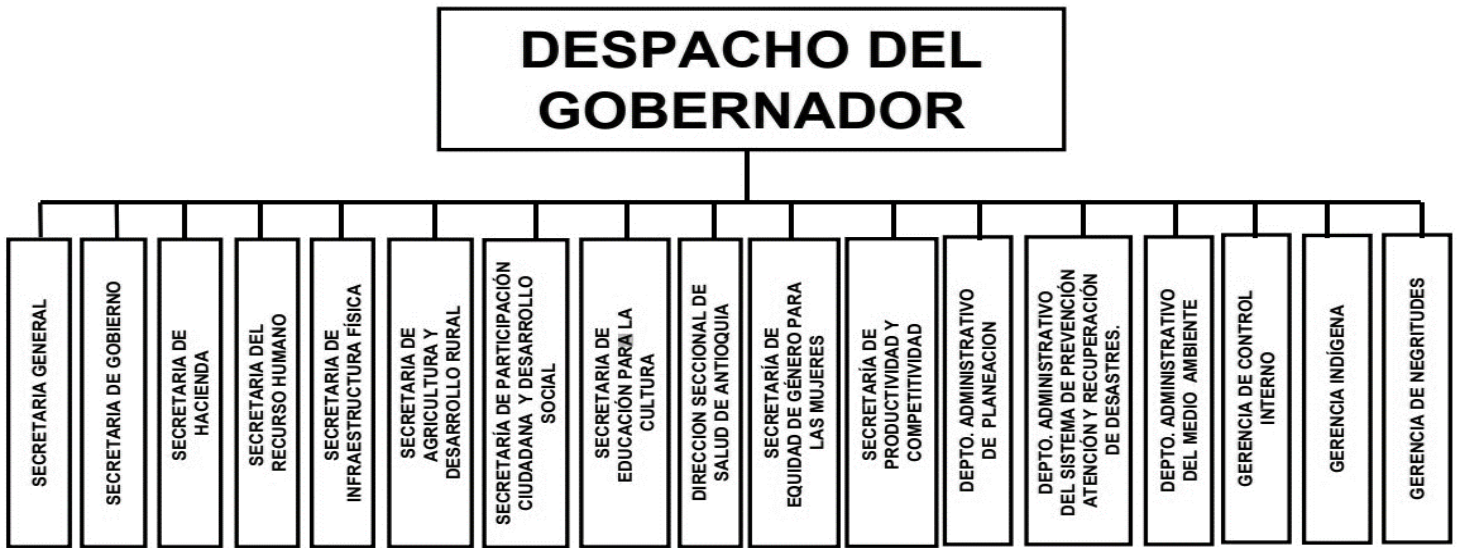 DESPACHO DEL
GOBERNADOR
SECRETARIA GENERAL
SECRETARIA DE GOBIERNO
SECRETARIA DE
HACIENDA
SECRETARIA DEL
RECURSO HUMANO
SECRETARIA DE
INFRAESTRUCTURA FÍSICA
SECRETARIA DE
AGRICULTURA Y
DESARROLLO RURAL
SECRETARÍA DE PARTICIPACIÓN
CIUDADANA Y DESARROLLO
SOCIAL
SECRETARIA DE
EDUCACIÓN PARA LA
CULTURA
DIRECCION SECCIONAL DE
SALUD DE ANTIOQUIA
SECRETARÍA DE
EQUIDAD DE GÉNERO PARA
LAS MUJERES
SECRETARÍA DE
PRODUCTIVIDAD Y
COMPETITIVIDAD
DEPTO. ADMINISTRATIVO
DE PLANEACION
DEPTO. ADMINISTRATIVO
DEL SISTEMA DE PREVENCIÓN
ATENCIÓN Y RECUPERACIÓN
DE DESASTRES.
DEPTO. ADMINISTRATIVO
DEL MEDIO AMBIENTE
GERENCIA DE CONTROL
INTERNO
GERENCIA INDÍGENA
GERENCIA DE NEGRITUDES